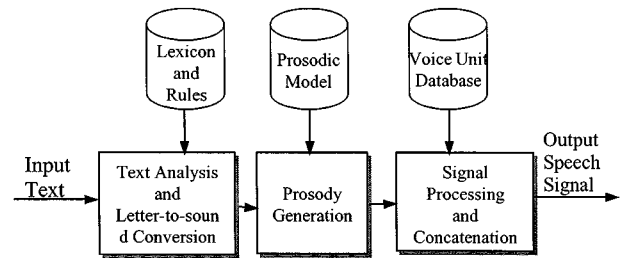 Lexicon
and
Rules
Prosodic
Model
Voice Unit
Database
Input
Text
Text Analysis
and
Letter-to-soun
d Conversion
Prosody
Generation
Signal
Processing
and
Concatenation
Output
Speech
Signal